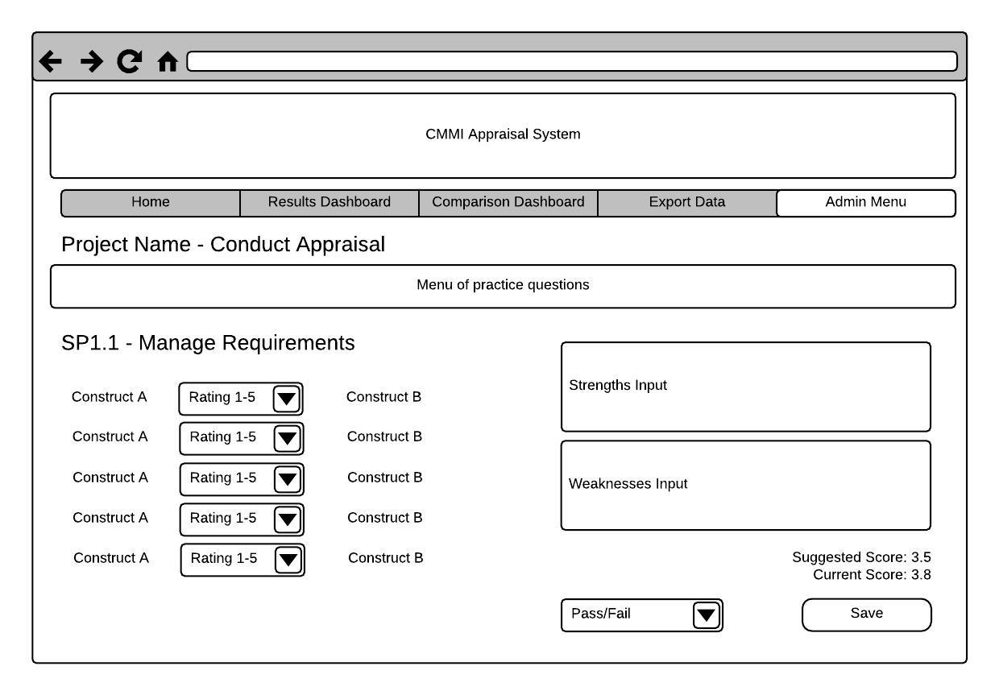 CMMI Appraisal System
Home Results Dashboard Comparison Dashboard Export Data Admin Menu
Project Name - Conduct Appraisal
Menu of practice questions
SP1.1 - Manage Requirements
Construct A Rating 1-5 Construct B
Construct A Rating 1-5 Construct B
Construct A Rating 1-5 Construct B
Construct A Rating 1-5 Construct B
Construct A Rating 1-5 Construct B
Strengths Input
Weaknesses Input
Suggested Score: 3.5
Current Score: 3.8
Pass/Fail Save